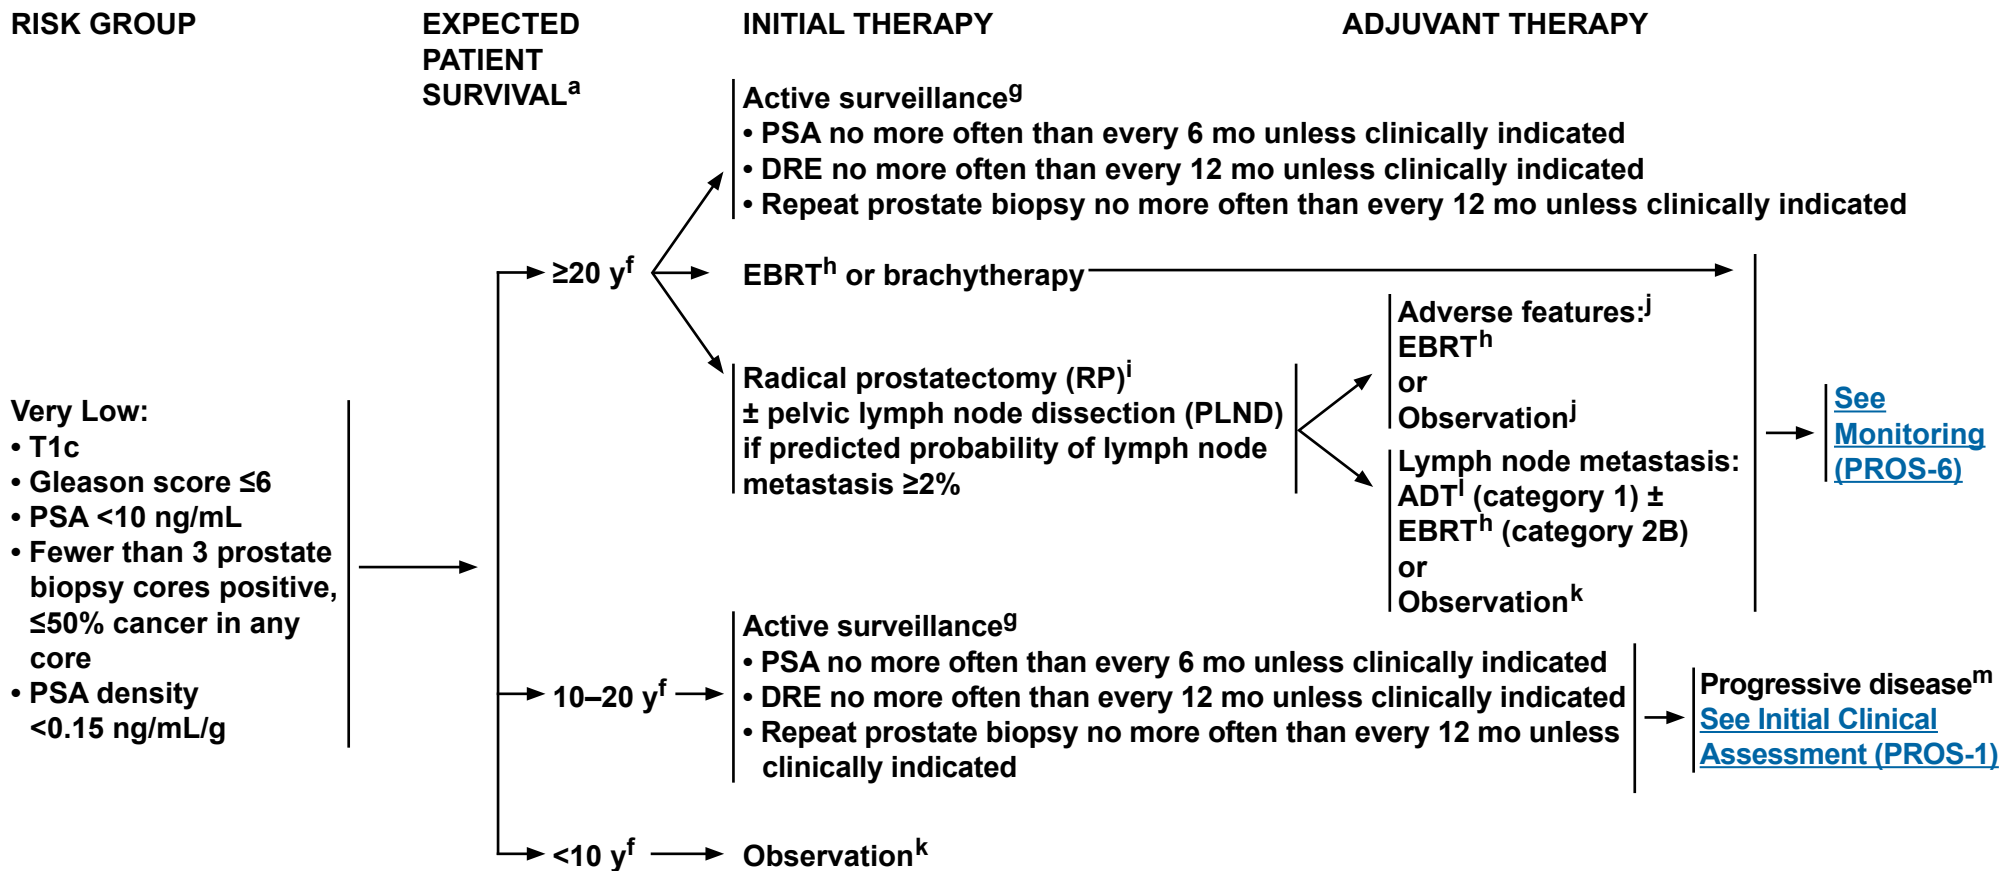 RISK GROUP
EXPECTED
PATIENT
SURVIVALa
INITIAL THERAPY
ADJUVANT THERAPY
Very Low:
• T1c
• Gleason score ≤6
• PSA <10 ng/mL
• Fewer than 3 prostate
biopsy cores positive,
≤50% cancer in any
core
• PSA density
<0.15 ng/mL/g
≥20 yf
Active surveillanceg
• PSA no more often than every 6 mo unless clinically indicated
• DRE no more often than every 12 mo unless clinically indicated
• Repeat prostate biopsy no more often than every 12 mo unless clinically indicated
EBRTh or brachytherapy
Radical prostatectomy (RP)i
± pelvic lymph node dissection (PLND)
if predicted probability of lymph node
metastasis ≥2%
Adverse features:j
EBRTh
or
Observationj
Lymph node metastasis:
ADTl (category 1) ±
EBRTh (category 2B)
or
Observationk
See
Monitoring
(PROS-6)
10–20 yf
Active surveillanceg
• PSA no more often than every 6 mo unless clinically indicated
• DRE no more often than every 12 mo unless clinically indicated
• Repeat prostate biopsy no more often than every 12 mo unless
clinically indicated
Progressive diseasem
See Initial Clinical
Assessment (PROS-1)
<10 yf
Observationk